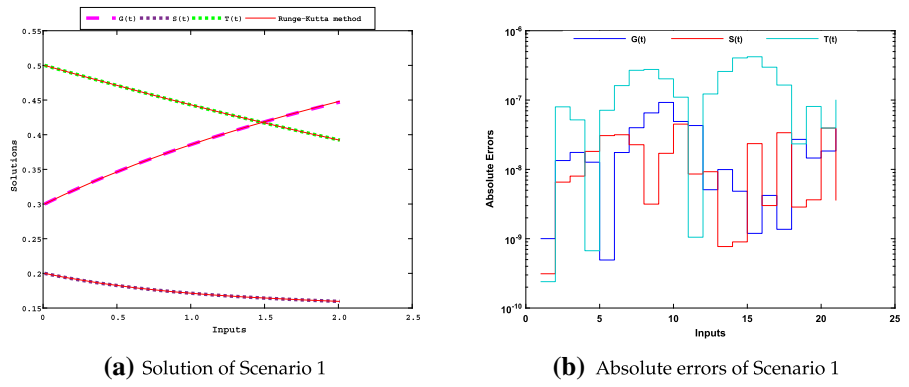 G(t) S(t) T(t) Runge-Kutta method
0.55
0.5
0.45
0.4
0.35
0.3
0.25
0.2
0.15
Solutions
0 0.5 1.0 1.5 2.0 2.5
Inputs
(a) Solution of Scenario 1
G(t) S(t) T(t)
10^-6
10^-7
10^-8
10^-9
10^-10
Absolute Errors
0 5 10 15 20 25
Inputs
(b) Absolute errors of Scenario 1